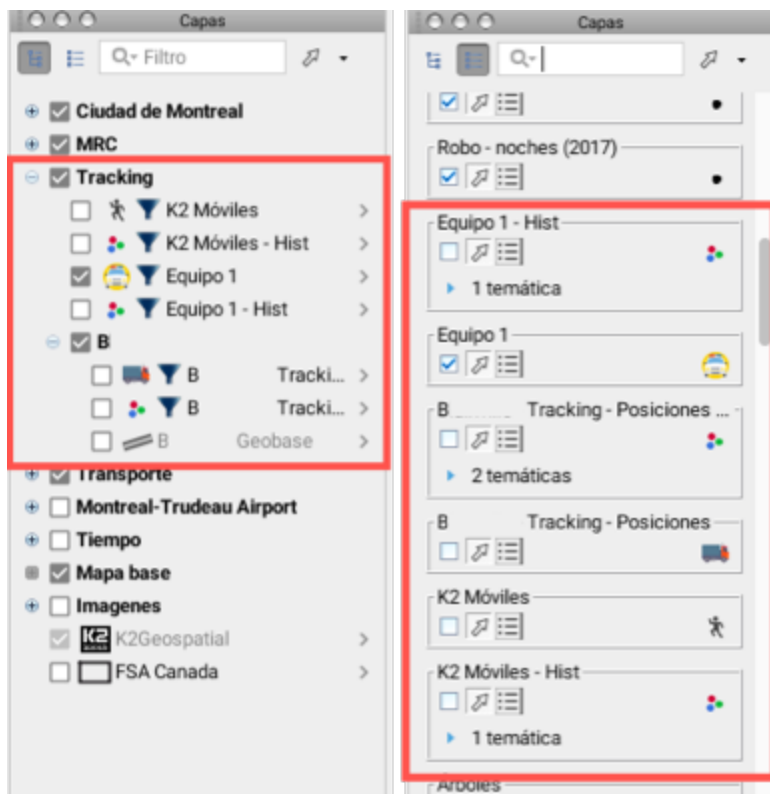 Capas
Filtro
Ciudad de Montreal
MRC
Tracking
K2 Móviles
K2 Móviles - Hist
Equipo 1
Equipo 1 - Hist
B
B Tracki...
B Tracki...
B Geobase
Transporte
Montreal-Trudeau Airport
Tiempo
Mapa base
Imagenes
K2 K2Geospatial
FSA Canada
Capas
Robo - noches (2017)
Equipo 1 - Hist
1 temática
Equipo 1
B Tracking - Posiciones ...
2 temáticas
B Tracking - Posiciones
K2 Móviles
K2 Móviles - Hist
1 temática
Árboles